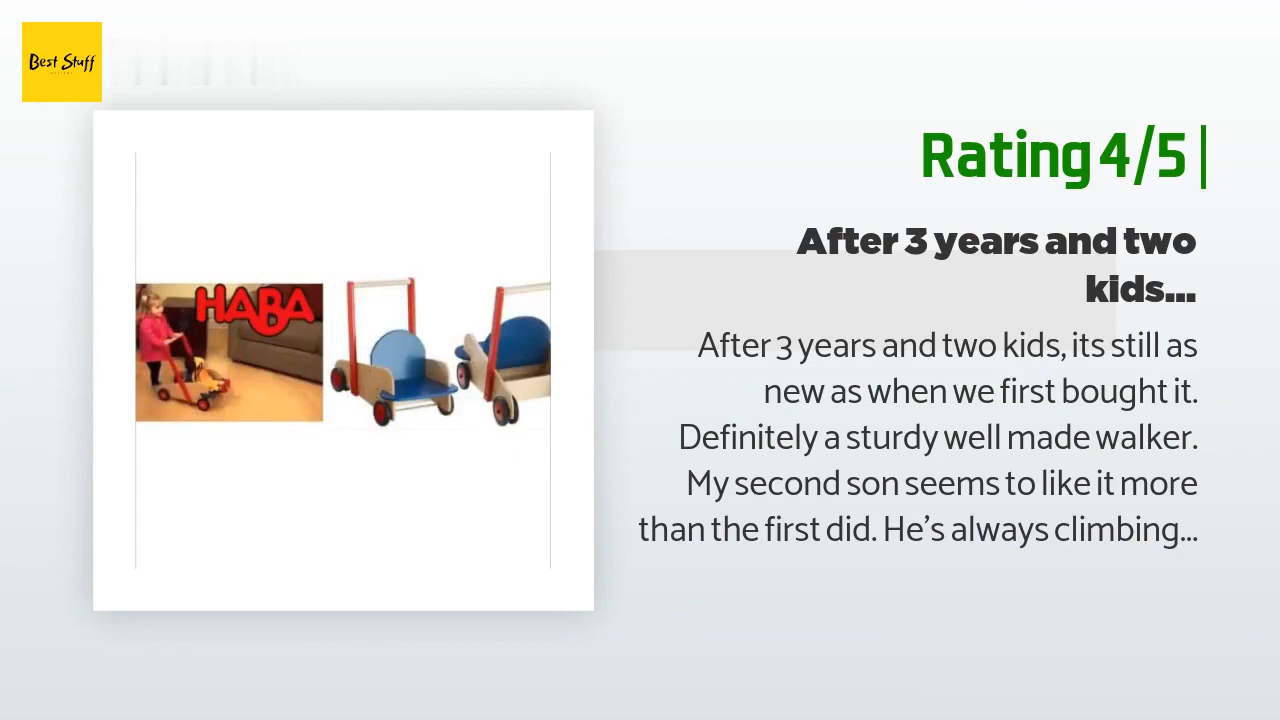 Best Stuff
Rating 4/5 |
After 3 years and two
kids...
After 3 years and two kids, its still as
new as when we first bought it.
Definitely a sturdy well made walker.
My second son seems to like it more
than the first did. He's always climbing...
HABA